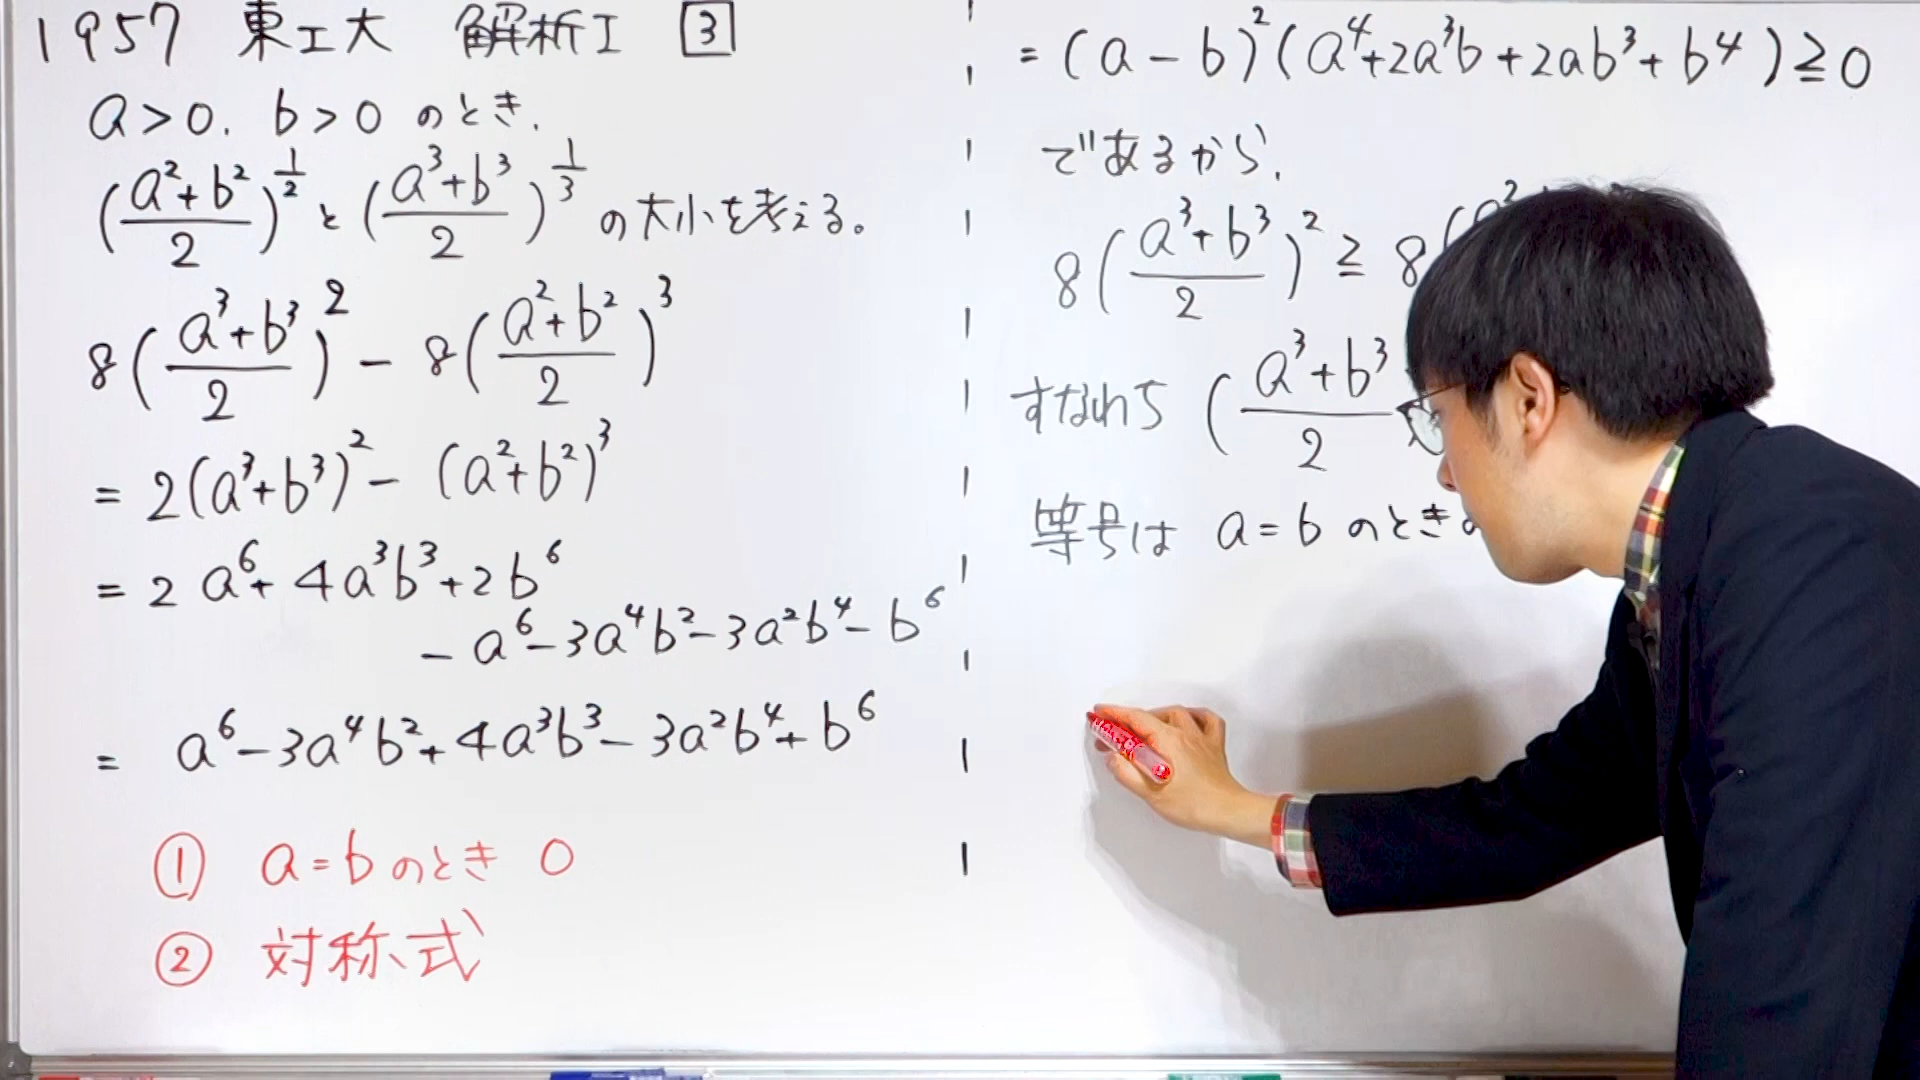 1957 東工大 解析I 3
a>0. b>0 のとき,
(a²+b²/2)^1/2 と (a³+b³/2)^1/3 の大小を考える。
8(a³+b³/2)² - 8(a²+b²/2)³
= 2(a³+b³)² - (a²+b²)³
= 2a⁶+4a³b³+2b⁶
-a⁶-3a⁴b²-3a²b⁴-b⁶
= a⁶-3a⁴b²+4a³b³-3a²b⁴+b⁶
① a=bのとき 0
② 対称式
= (a-b)²(a⁴+2a³b+2ab³+b⁴)≧0
であるから,
8(a³+b³/2)² ≧ 8(a²
すなわち (a³+b³/2
等号は a=b のとき